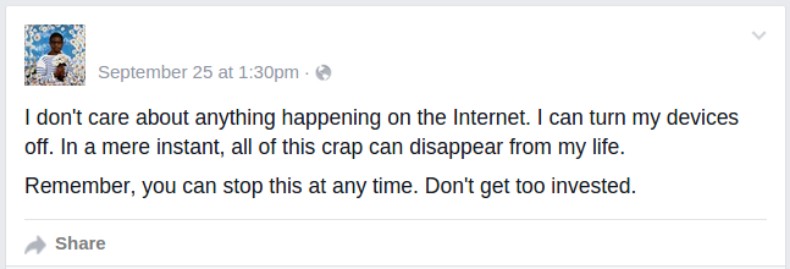 September 25 at 1:30pm ·
I don't care about anything happening on the Internet. I can turn my devices
off. In a mere instant, all of this crap can disappear from my life.
Remember, you can stop this at any time. Don't get too invested.
Share